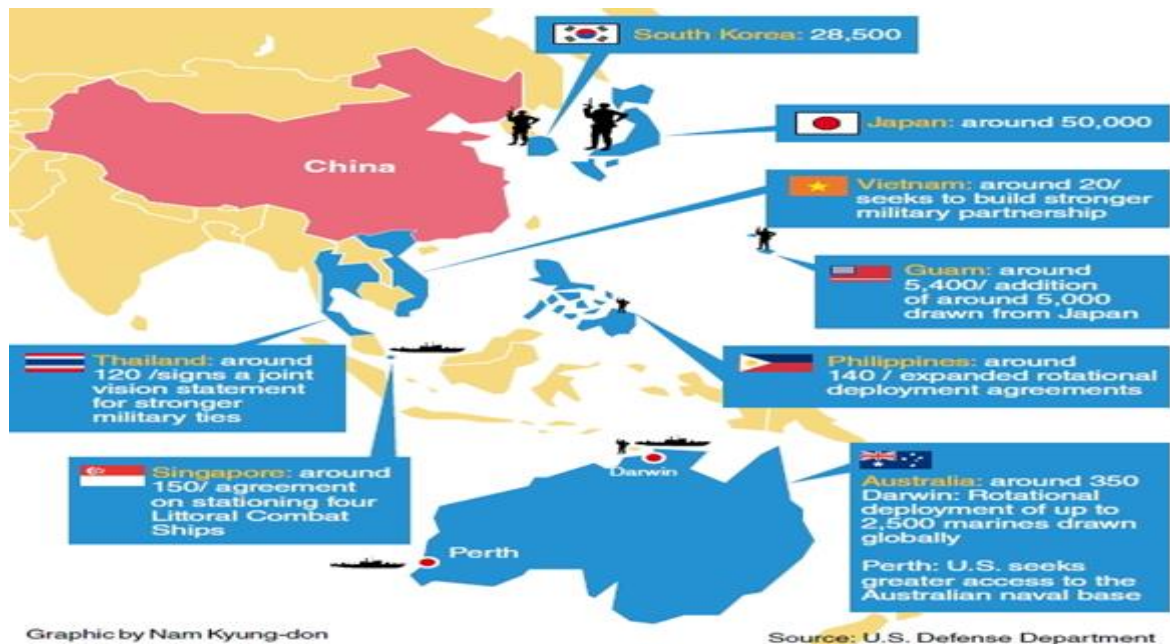 South Korea: 28,500
Japan: around 50,000
China
Vietnam: around 20/
seeks to build stronger
military partnership
Guam: around
5,400/ addition
of around 5,000
drawn from Japan
Thailand: around
120 /signs a joint
vision statement
for stronger
military ties
Philippines: around
140 / expanded rotational
deployment agreements
Singapore: around
150/ agreement
on stationing four
Littoral Combat
Ships
Darwin
Australia: around 350
Darwin: Rotational
deployment of up to
2,500 marines drawn
globally
Perth: U.S. seeks
greater access to the
Australian naval base
Perth
Graphic by Nam Kyung-don
Source: U.S. Defense Department